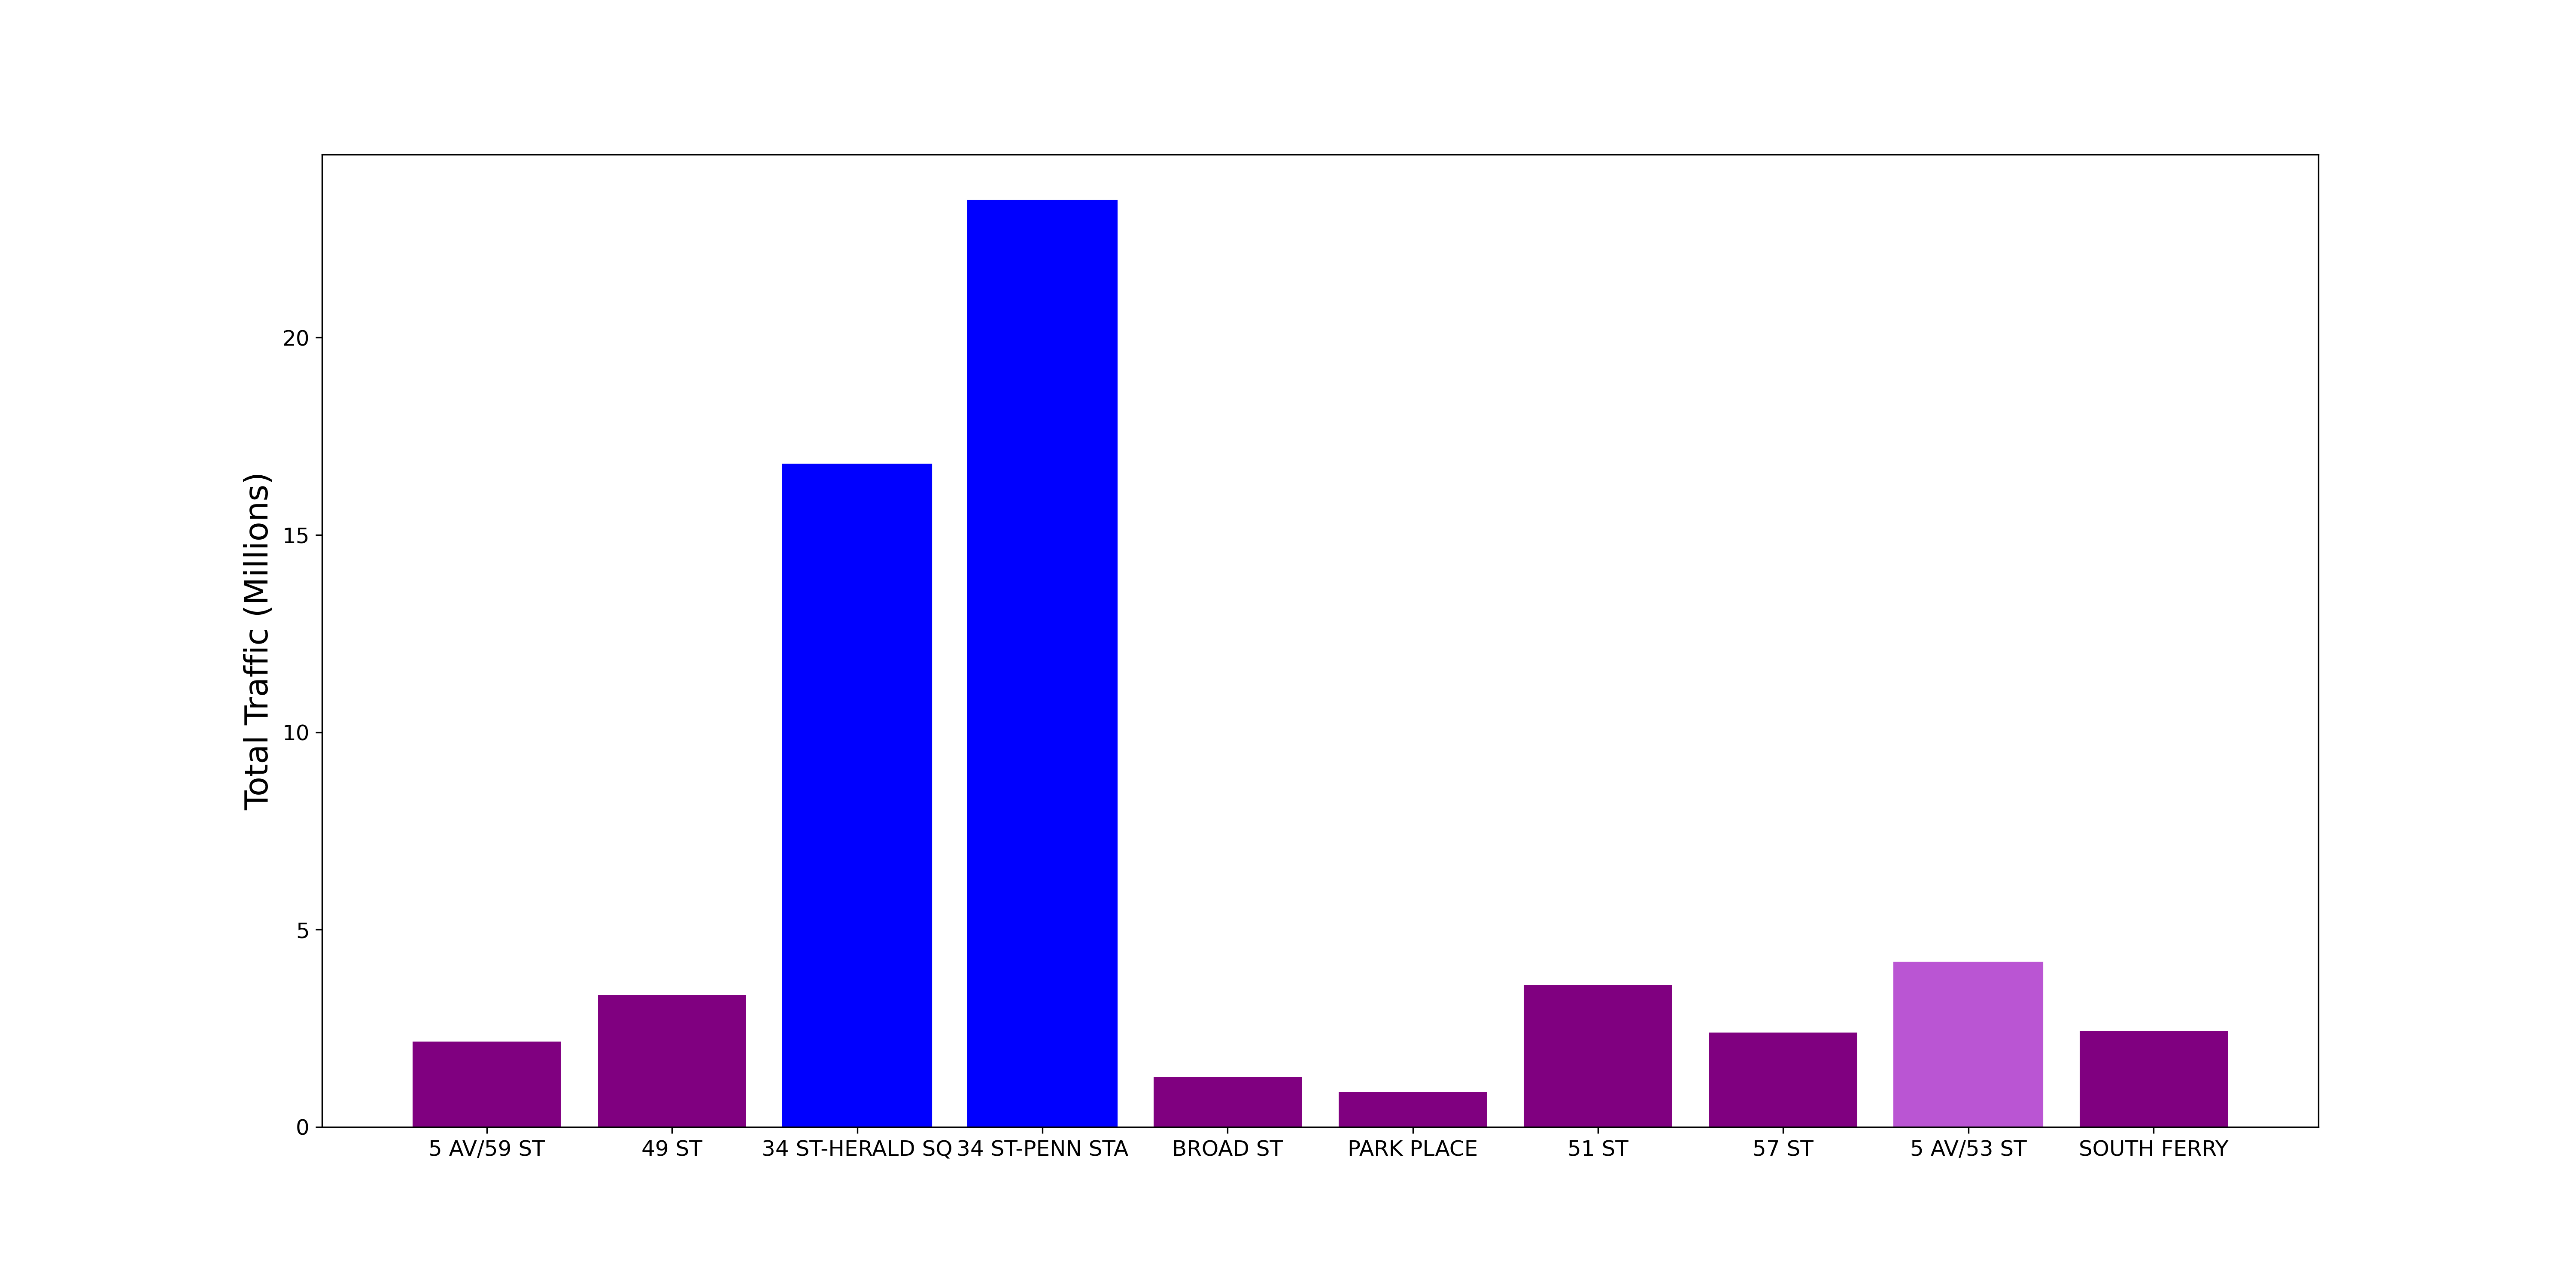 Total Traffic (Millions)
20
15
10
5
0
5 AV/59 ST
49 ST
34 ST-HERALD SQ
34 ST-PENN STA
BROAD ST
PARK PLACE
51 ST
57 ST
5 AV/53 ST
SOUTH FERRY